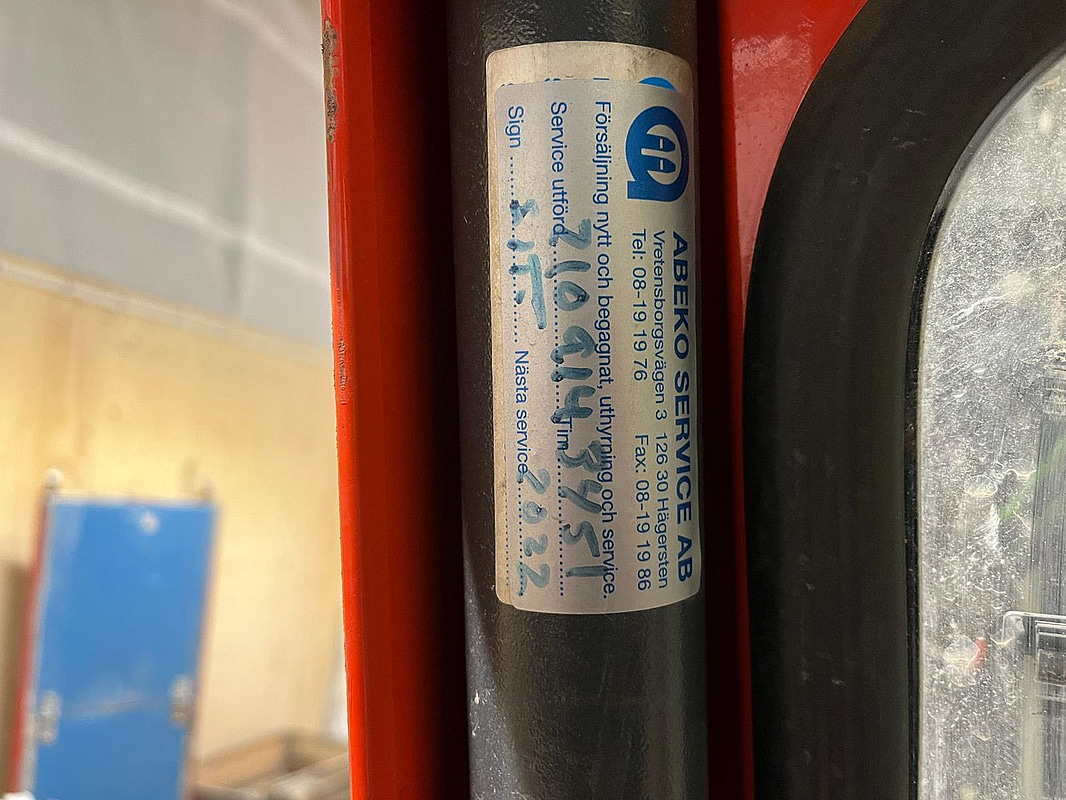 ABEKO SERVICE AB
Vretensborgsvägen 3 126 30 Hägersten
Tel: 08-19 19 76 Fax: 08-19 19 86
Försäljning nytt och begagnat, uthyrning och service.
Service utförd 210914 Tim 3451
Sign ............ Nästa service 2022